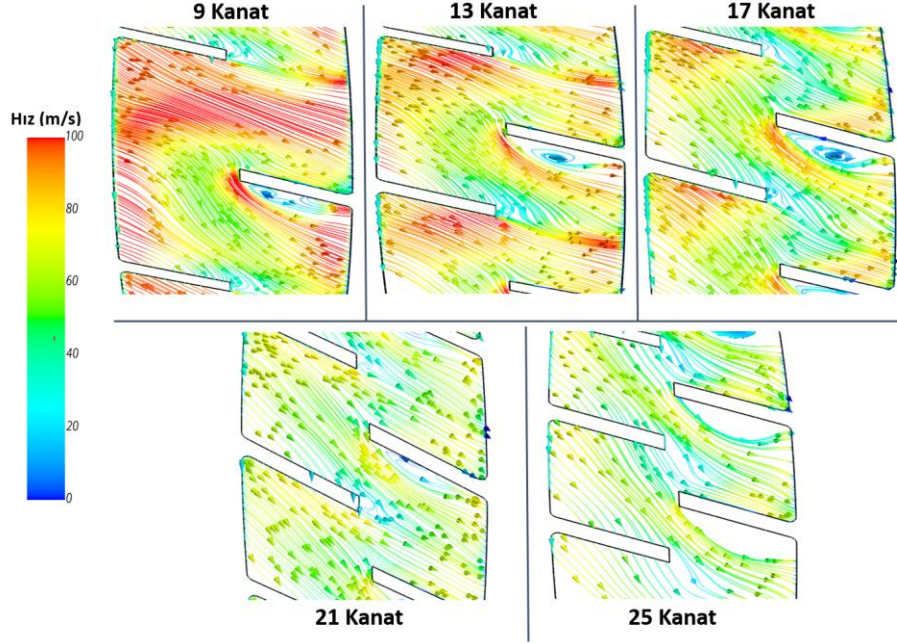 9 Kanat
13 Kanat
17 Kanat
Hız (m/s)
100
80
60
40
20
0
21 Kanat
25 Kanat